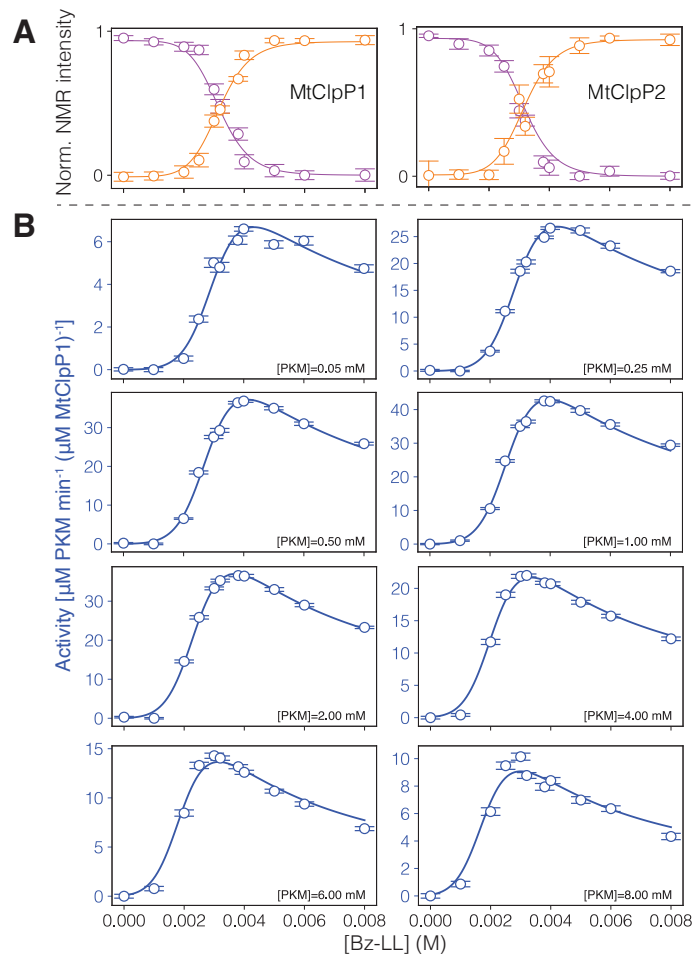 A
Norm. NMR intensity
1
0
MtClpP1
1
0
MtClpP2
B
Activity [µM PKM min⁻¹ (µM MtClpP1)⁻¹]
6
4
2
0
[PKM]=0.05 mM
25
20
15
10
5
0
[PKM]=0.25 mM
30
20
10
0
[PKM]=0.50 mM
40
30
20
10
0
[PKM]=1.00 mM
30
20
10
0
[PKM]=2.00 mM
20
15
10
5
0
[PKM]=4.00 mM
15
10
5
0
[PKM]=6.00 mM
10
8
6
4
2
0
[PKM]=8.00 mM
0.000 0.002 0.004 0.006 0.008
0.000 0.002 0.004 0.006 0.008
[Bz-LL] (M)